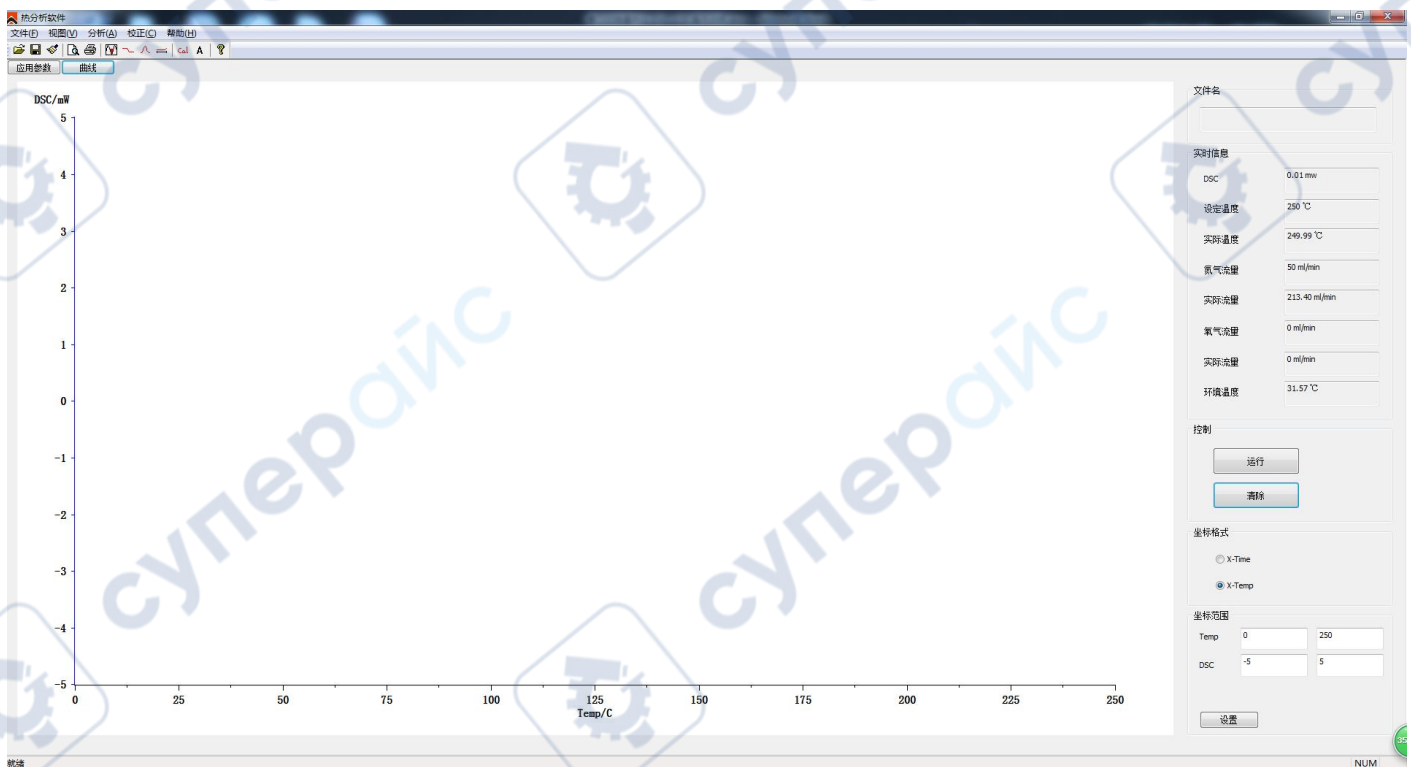 热分析软件
文件(F) 视图(V) 分析(A) 校正(C) 帮助(H)
Cal A ?
应用参数 曲线
DSC/mW
5
4
3
2
1
0
-1
-2
-3
-4
-5
0 25 50 75 100 125 150 175 200 225 250
Temp/C
文件名
实时信息
DSC 0.01 mw
设定温度 250 ℃
实际温度 249.99 ℃
氮气流量 50 ml/min
实际流量 213.40 ml/min
氧气流量 0 ml/min
实际流量 0 ml/min
环境温度 31.57 ℃
控制
运行
清除
坐标格式
X-Time
X-Temp
坐标范围
Temp 0 250
DSC -5 5
设置
35
就绪 NUM
суперайс
суперайс